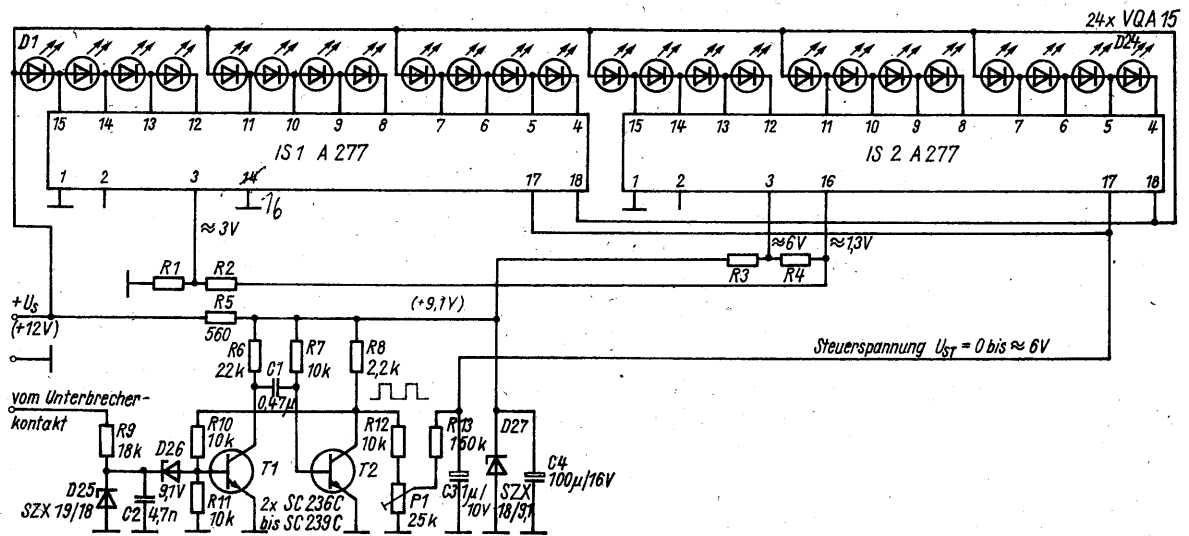 24x VQA 15
D1
D24
15 14 13 12 11 10 9 8 7 6 5 4
15 14 13 12 11 10 9 8 7 6 5 4
IS 1 A 277
IS 2 A 277
1 2 3 14 17 18
1 2 3 16 17 18
16
≈ 3V
≈6V
≈1,3V
R1 R2
R3 R4
+Us
(+12V)
R5
560
(+9,1V)
R6
22k
C1
0,47µ
R7
10k
R8
2,2k
Steuerspannung UST = 0 bis ≈ 6V
vom Unterbrecher-
kontakt
R9
18k
D26
9,1V
R10
10k
T1
T2
R12
10k
R13
150k
D27
C4
100µ/16V
D25
SZX 19/18
C2
4,7n
R11
10k
2x SC 236C
bis SC 239C
P1
25k
C3 1µ/
10V
SZX
18/9,1